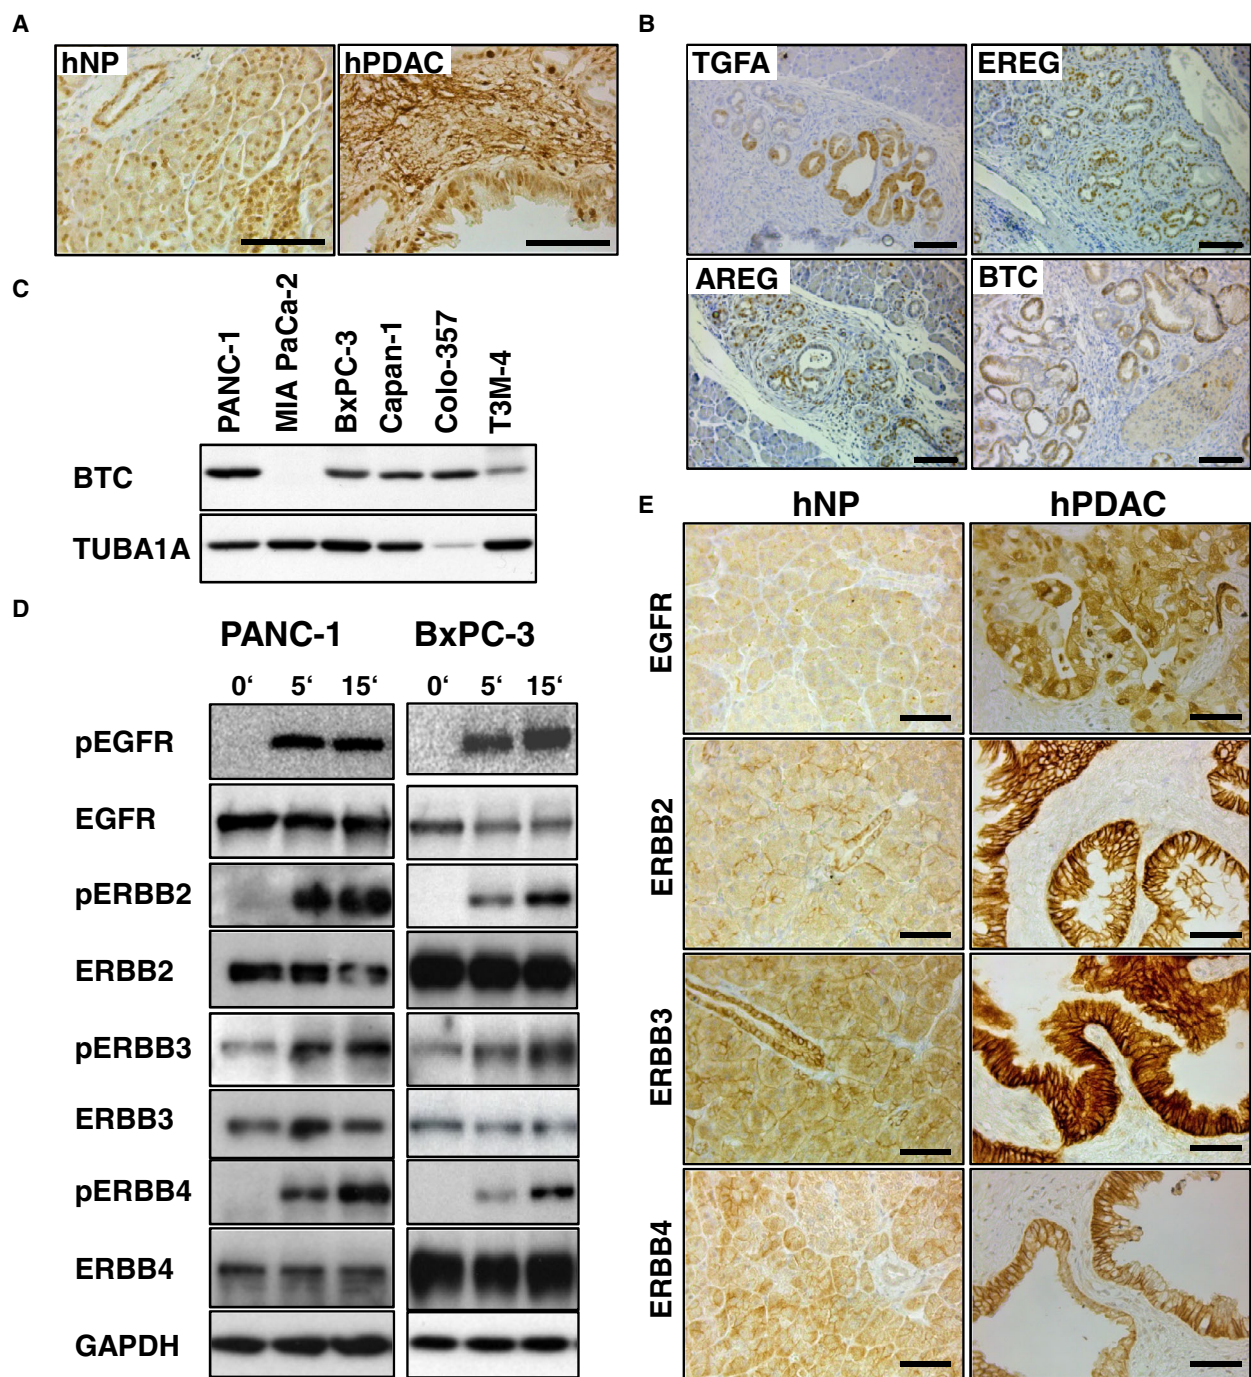 A
hNP
hPDAC
B
TGFA
EREG
AREG
BTC
C
PANC-1
MIA PaCa-2
BxPC-3
Capan-1
Colo-357
T3M-4
BTC
TUBA1A
D
PANC-1
BxPC-3
0‘ 5‘ 15‘ 0‘ 5‘ 15‘
pEGFR
EGFR
pERBB2
ERBB2
pERBB3
ERBB3
pERBB4
ERBB4
GAPDH
E
hNP
hPDAC
EGFR
ERBB2
ERBB3
ERBB4